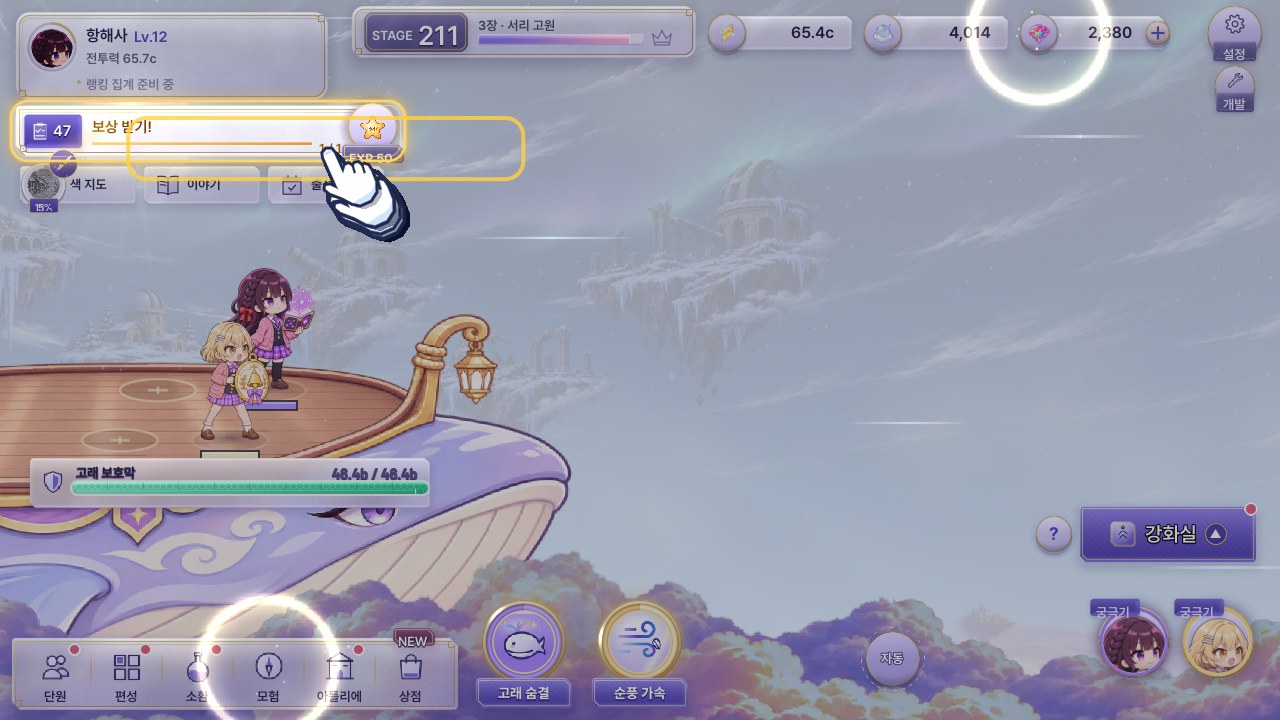 항해사 Lv.12
전투력 65.7c
* 랭킹 집계 준비 중
STAGE 211
3장 · 서리 고원
65.4c
4,014
2,380
설정
개발
47
보상 받기!
EXP 50
15%
색 지도
이야기
고래 보호막
46.4b / 46.4b
?
강화실
궁극기
궁극기
자동
NEW
단원
편성
소환
모험
아틀리에
상점
고래 숨결
순풍 가속